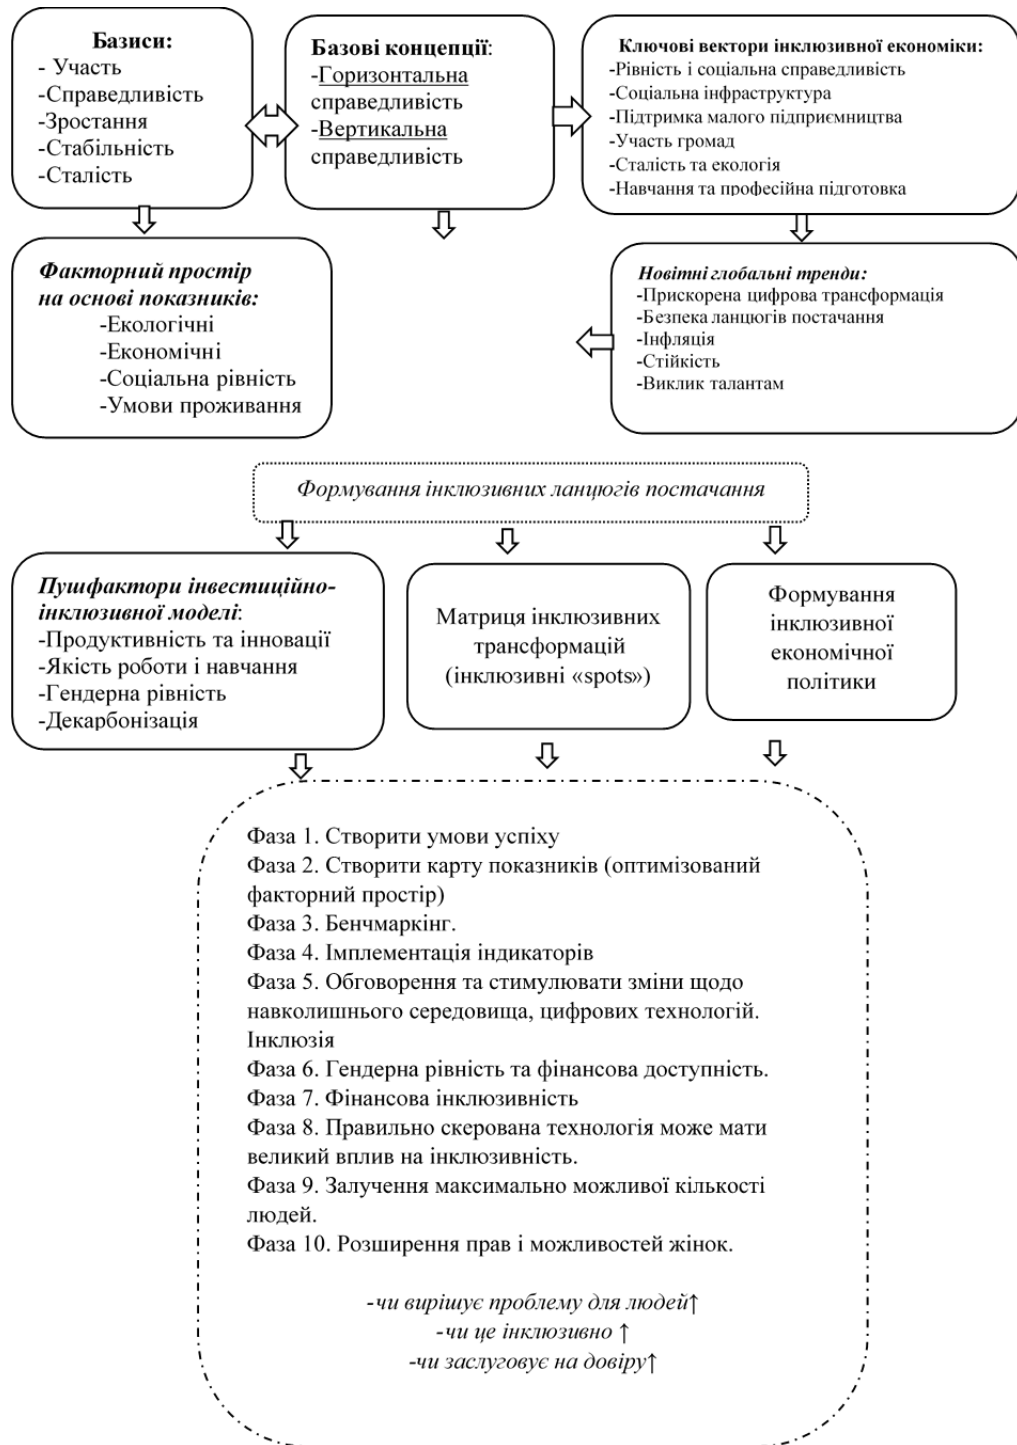 Базиси:
- Участь
-Справедливість
-Зростання
-Стабільність
-Сталість
Базові концепції:
-Горизонтальна
справедливість
-Вертикальна
справедливість
Ключові вектори інклюзивної економіки:
-Рівність і соціальна справедливість
-Соціальна інфраструктура
-Підтримка малого підприємництва
-Участь громад
-Сталість та екологія
-Навчання та професійна підготовка
Факторний простір
на основі показників:
-Екологічні
-Економічні
-Соціальна рівність
-Умови проживання
Новітні глобальні тренди:
-Прискорена цифрова трансформація
-Безпека ланцюгів постачання
-Інфляція
-Стійкість
-Виклик талантам
Формування інклюзивних ланцюгів постачання
Пушфактори інвестиційно-
інклюзивної моделі:
-Продуктивність та інновації
-Якість роботи і навчання
-Гендерна рівність
-Декарбонізація
Матриця інклюзивних
трансформацій
(інклюзивні «spots»)
Формування
інклюзивної
економічної
політики
Фаза 1. Створити умови успіху
Фаза 2. Створити карту показників (оптимізований
факторний простір)
Фаза 3. Бенчмаркінг.
Фаза 4. Імплементація індикаторів
Фаза 5. Обговорення та стимулювати зміни щодо
навколишнього середовища, цифрових технологій.
Інклюзія
Фаза 6. Гендерна рівність та фінансова доступність.
Фаза 7. Фінансова інклюзивність
Фаза 8. Правильно скерована технологія може мати
великий вплив на інклюзивність.
Фаза 9. Залучення максимально можливої кількості
людей.
Фаза 10. Розширення прав і можливостей жінок.
-чи вирішує проблему для людей↑
-чи це інклюзивно ↑
-чи заслуговує на довіру↑